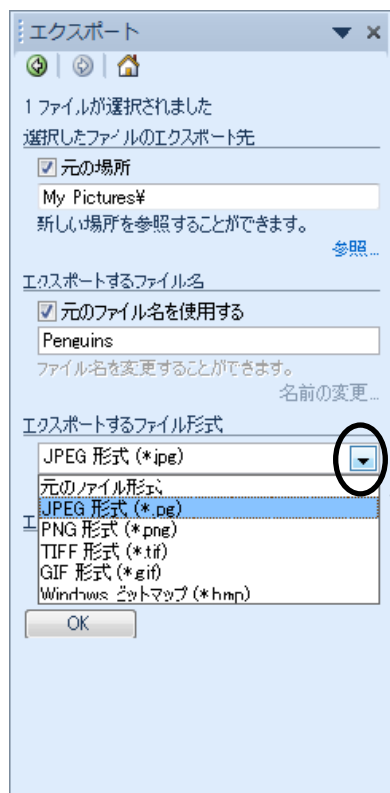 エクスポート
1 ファイルが選択されました
選択したファイルのエクスポート先
元の場所
My Pictures¥
新しい場所を参照することができます。
参照...
エクスポートするファイル名
元のファイル名を使用する
Penguins
ファイル名を変更することができます。
名前の変更...
エクスポートするファイル形式
JPEG 形式 (*.jpg)
元のファイル形式
JPEG 形式 (*.jpg)
エ
PNG 形式 (*.png)
TIFF 形式 (*.tif)
GIF 形式 (*.gif)
Windows ビットマップ (*.bmp)
OK